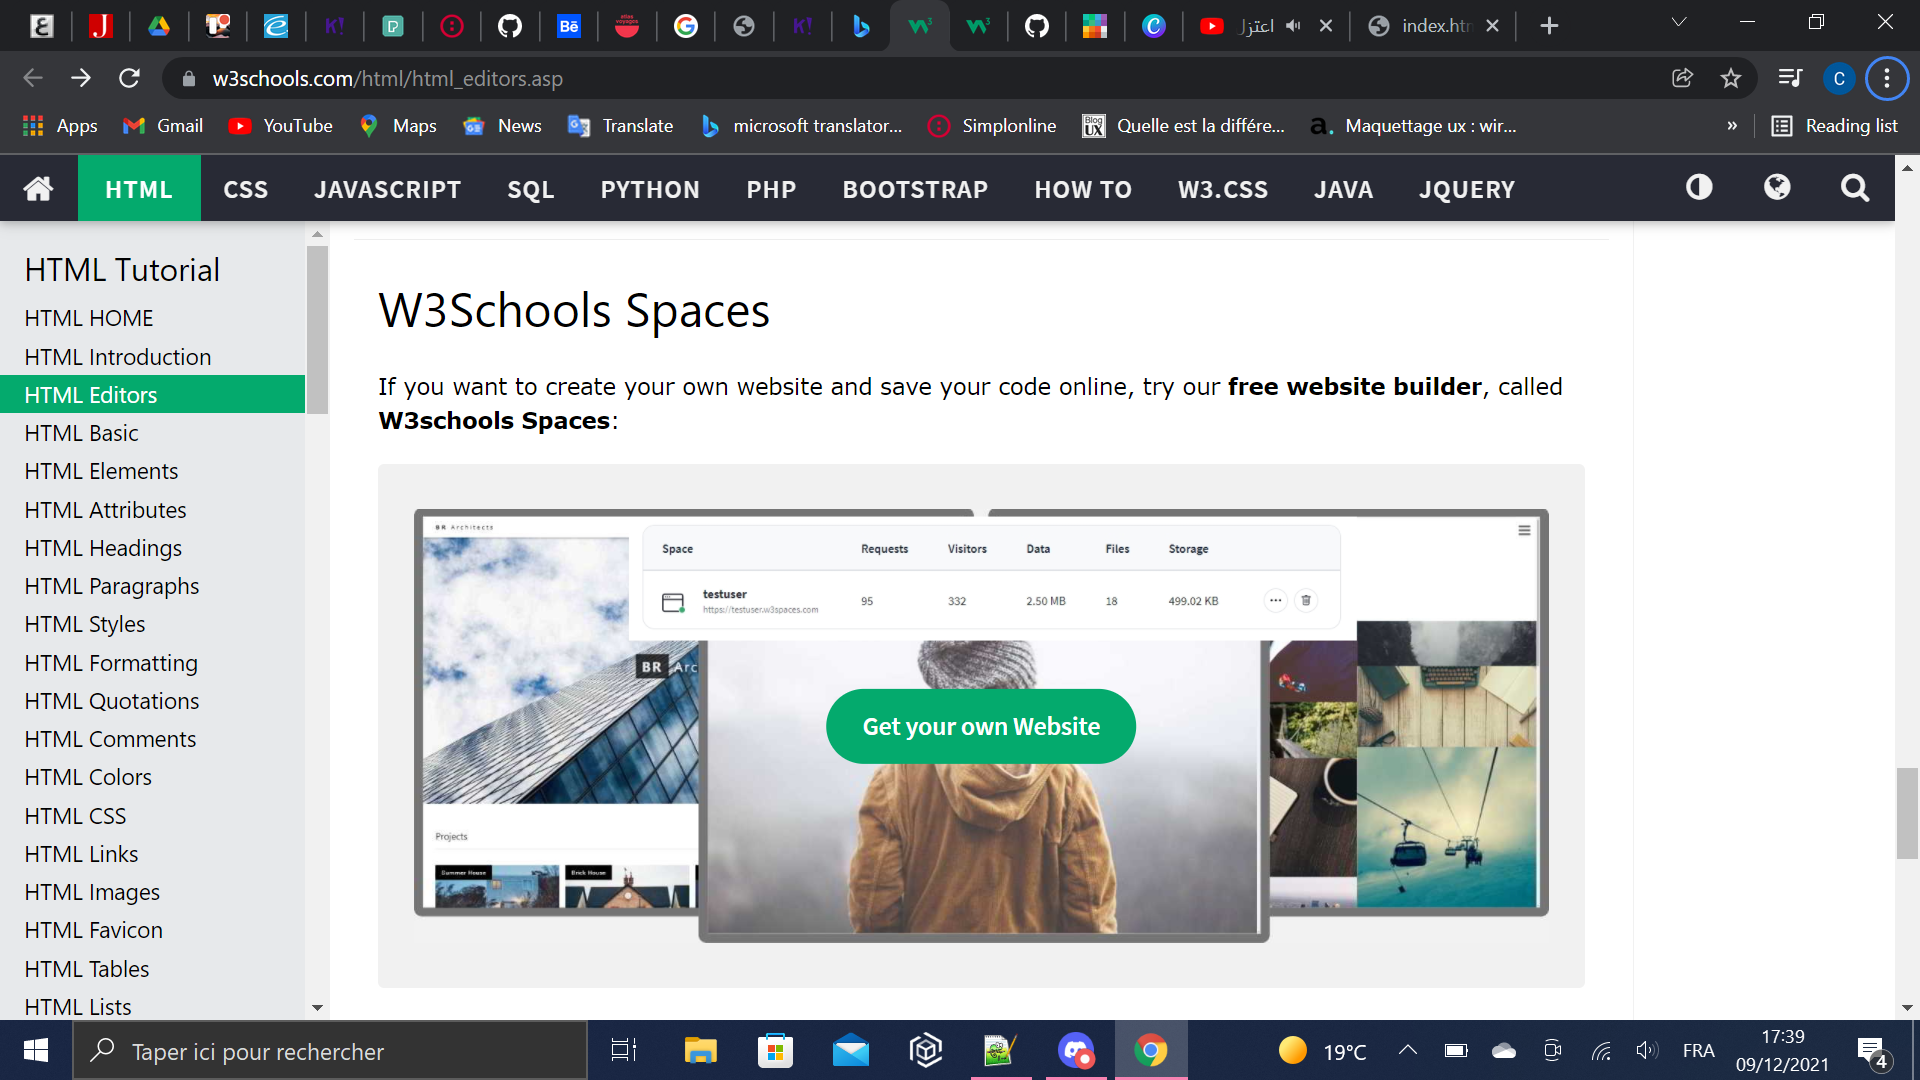 اعتزل
index.htm
w3schools.com/html/html_editors.asp
C
Apps
Gmail
YouTube
Maps
News
Translate
microsoft translator...
Simplonline
Quelle est la différe...
Maquettage ux : wir...
»
Reading list
HTML
CSS
JAVASCRIPT
SQL
PYTHON
PHP
BOOTSTRAP
HOW TO
W3.CSS
JAVA
JQUERY
HTML Tutorial
HTML HOME
HTML Introduction
HTML Editors
HTML Basic
HTML Elements
HTML Attributes
HTML Headings
HTML Paragraphs
HTML Styles
HTML Formatting
HTML Quotations
HTML Comments
HTML Colors
HTML CSS
HTML Links
HTML Images
HTML Favicon
HTML Tables
HTML Lists
W3Schools Spaces
If you want to create your own website and save your code online, try our free website builder, called
W3schools Spaces:
BR Architects
Space Requests Visitors Data Files Storage
testuser 95 332 2.50 MB 18 499.02 KB
https://testuser.w3spaces.com
BR Arc
Get your own Website
Projects
Summer House
Brick House
Taper ici pour rechercher
19°C
FRA
17:39
09/12/2021
4